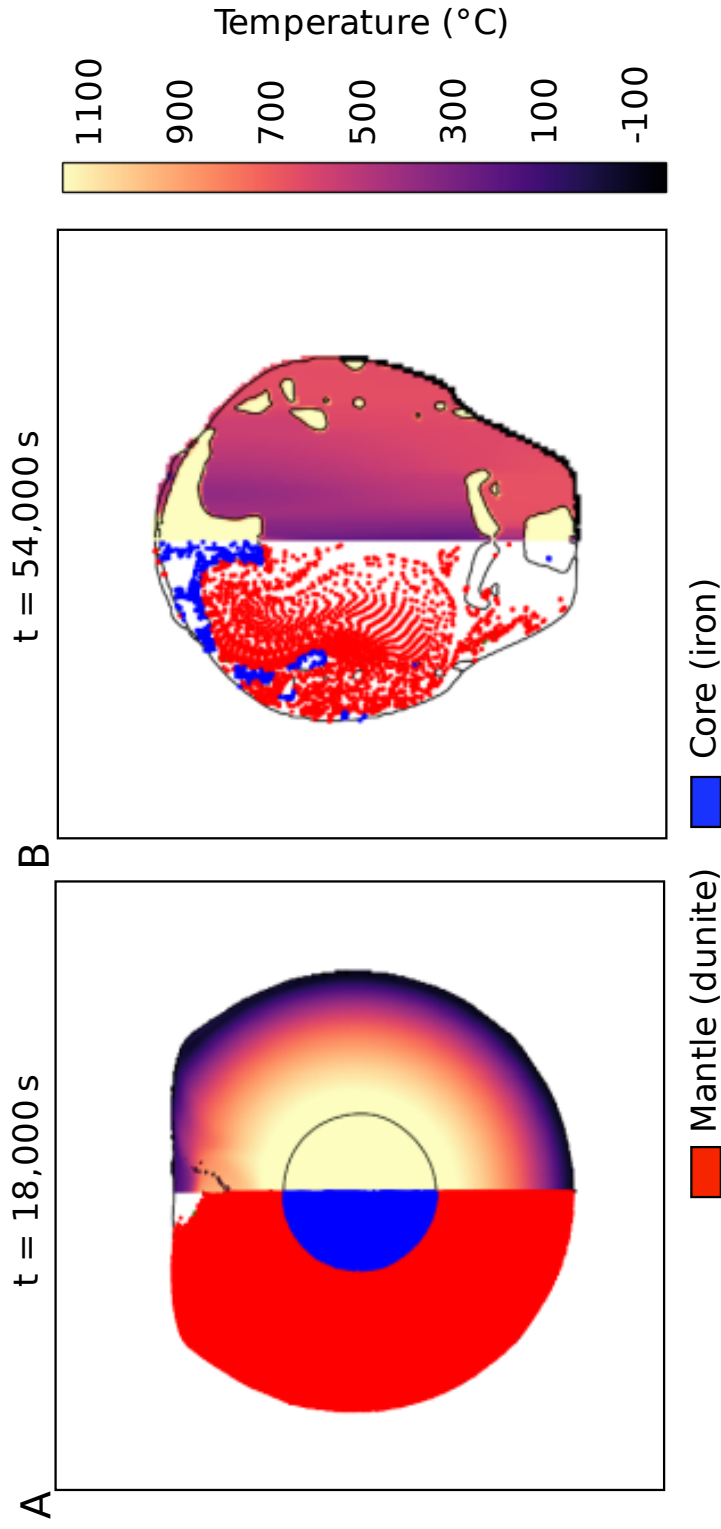 A
t = 18,000 s
B
t = 54,000 s
1100
900
700
500
300
100
-100
Temperature (°C)
Mantle (dunite)
Core (iron)